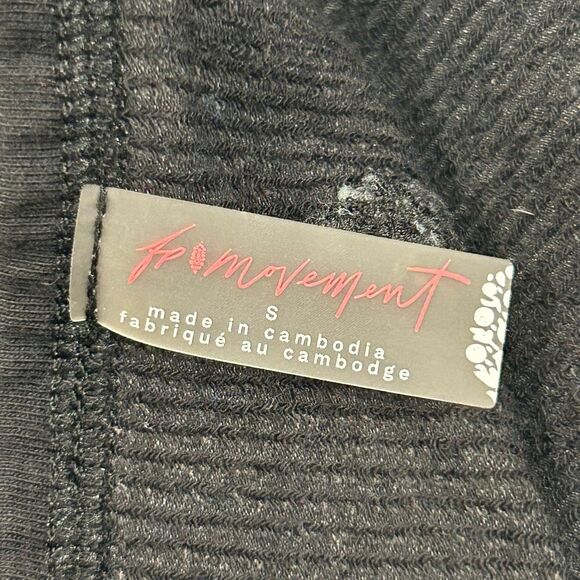 fp movement
S
made in cambodia
fabriqué au cambodge